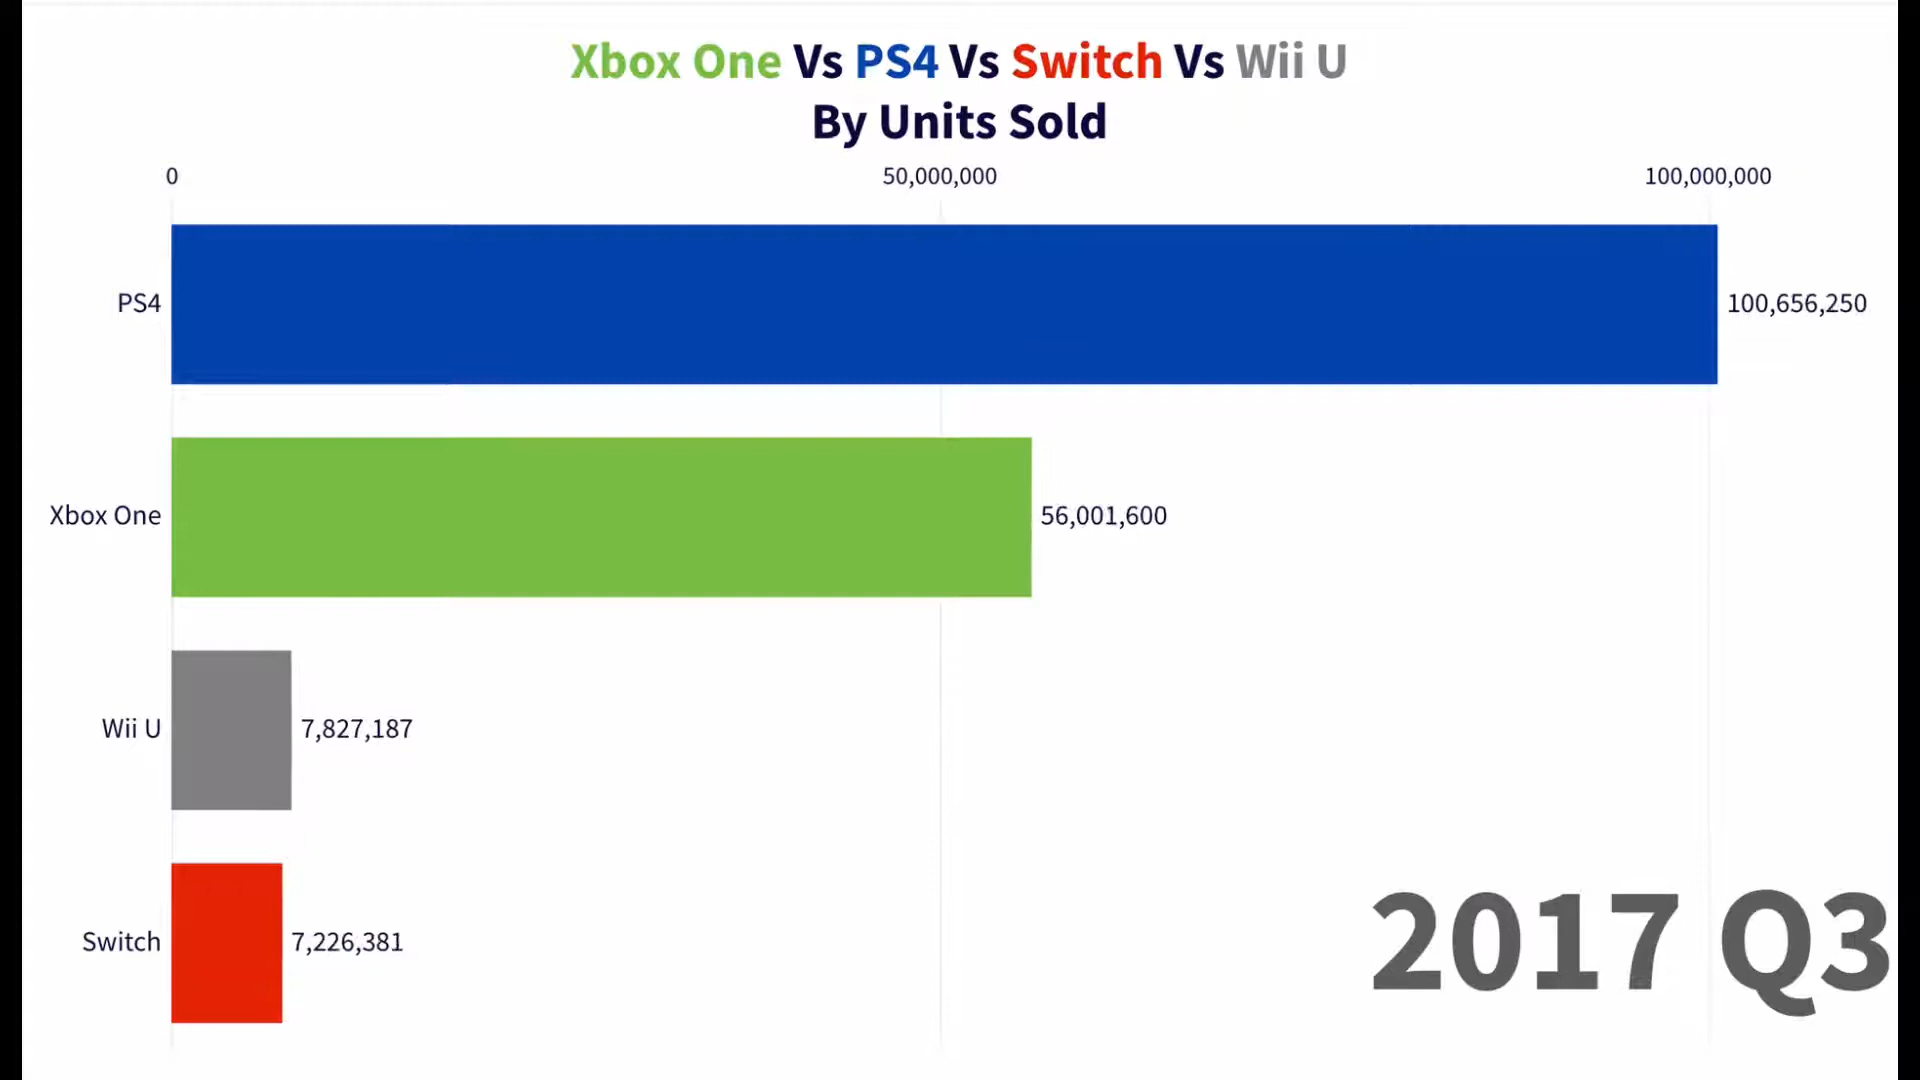 Xbox One Vs PS4 Vs Switch Vs Wii U
By Units Sold
0 50,000,000 100,000,000
PS4 100,656,250
Xbox One 56,001,600
Wii U 7,827,187
Switch 7,226,381
2017 Q3